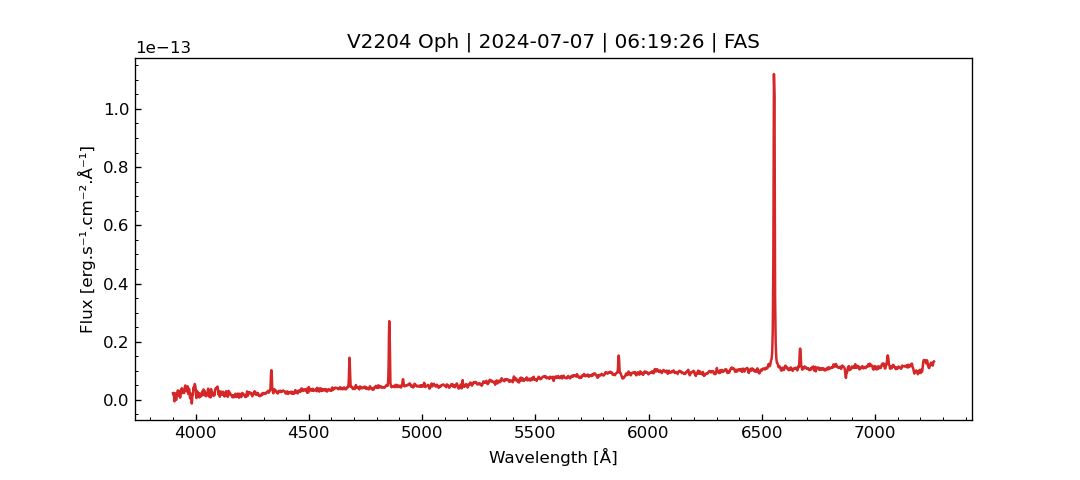 V2204 Oph | 2024-07-07 | 06:19:26 | FAS
1e−13
1.0
0.8
0.6
0.4
0.2
0.0
Flux [erg.s⁻¹.cm⁻².Å⁻¹]
4000 4500 5000 5500 6000 6500 7000
Wavelength [Å]